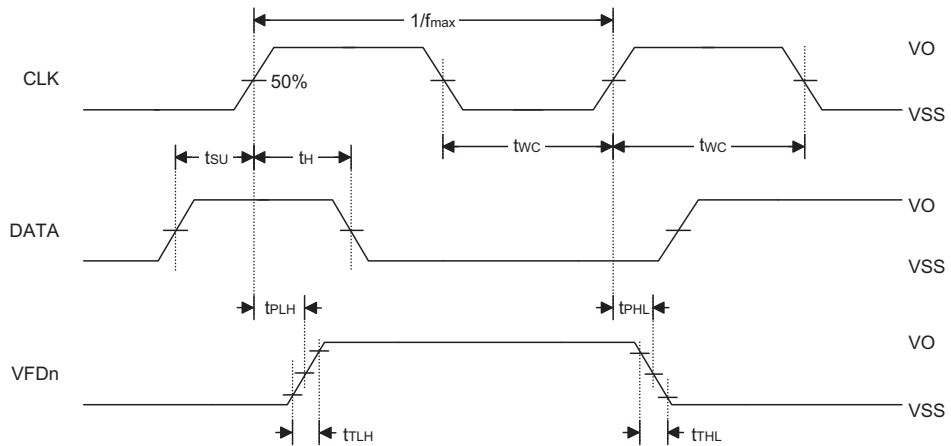 1/fmax
VO
CLK
50%
VSS
tSU
tH
tWC
tWC
VO
DATA
VSS
tPLH
tPHL
VO
VFDn
VSS
tTLH
tTHL